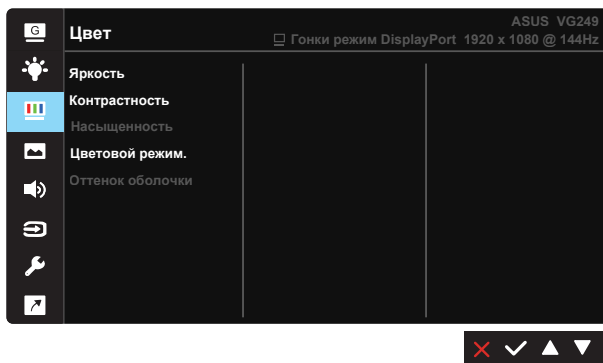 G
Цвет
ASUS VG249
Гонки режим DisplayPort 1920 x 1080 @ 144Hz
Яркость
Контрастность
Насыщенность
Цветовой режим.
Оттенок оболочки